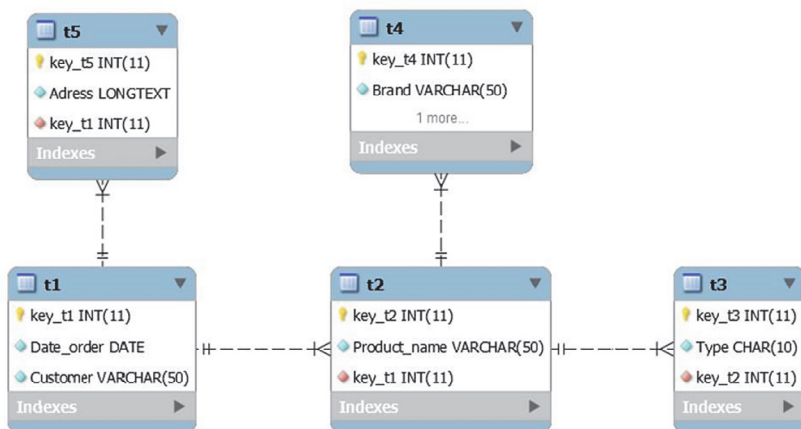 t5
key_t5 INT(11)
Adress LONGTEXT
key_t1 INT(11)
Indexes
t4
key_t4 INT(11)
Brand VARCHAR(50)
1 more...
Indexes
t1
key_t1 INT(11)
Date_order DATE
Customer VARCHAR(50)
Indexes
t2
key_t2 INT(11)
Product_name VARCHAR(50)
key_t1 INT(11)
Indexes
t3
key_t3 INT(11)
Type CHAR(10)
key_t2 INT(11)
Indexes